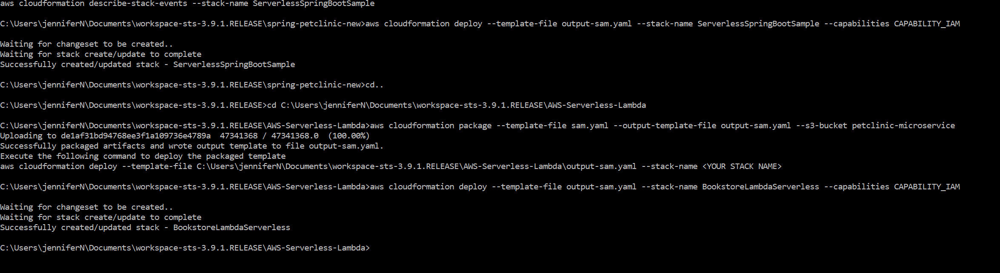 aws cloudformation describe-stack-events --stack-name ServerlessSpringBootSample
C:\Users\jenniferN\Documents\workspace-sts-3.9.1.RELEASE\spring-petclinic-new>aws cloudformation deploy --template-file output-sam.yaml --stack-name ServerlessSpringBootSample --capabilities CAPABILITY_IAM
Waiting for changeset to be created..
Waiting for stack create/update to complete
Successfully created/updated stack - ServerlessSpringBootSample
C:\Users\jenniferN\Documents\workspace-sts-3.9.1.RELEASE\spring-petclinic-new>cd..
C:\Users\jenniferN\Documents\workspace-sts-3.9.1.RELEASE>cd C:\Users\jenniferN\Documents\workspace-sts-3.9.1.RELEASE\AWS-Serverless-Lambda
C:\Users\jenniferN\Documents\workspace-sts-3.9.1.RELEASE\AWS-Serverless-Lambda>aws cloudformation package --template-file sam.yaml --output-template-file output-sam.yaml --s3-bucket petclinic-microservice
Uploading to de1af31bd94768ee3f1a109736e4789a  47341368 / 47341368.0  (100.00%)
Successfully packaged artifacts and wrote output template to file output-sam.yaml.
Execute the following command to deploy the packaged template
aws cloudformation deploy --template-file C:\Users\jenniferN\Documents\workspace-sts-3.9.1.RELEASE\AWS-Serverless-Lambda\output-sam.yaml --stack-name <YOUR STACK NAME>
C:\Users\jenniferN\Documents\workspace-sts-3.9.1.RELEASE\AWS-Serverless-Lambda>aws cloudformation deploy --template-file output-sam.yaml --stack-name BookstoreLambdaServerless --capabilities CAPABILITY_IAM
Waiting for changeset to be created..
Waiting for stack create/update to complete
Successfully created/updated stack - BookstoreLambdaServerless
C:\Users\jenniferN\Documents\workspace-sts-3.9.1.RELEASE\AWS-Serverless-Lambda>